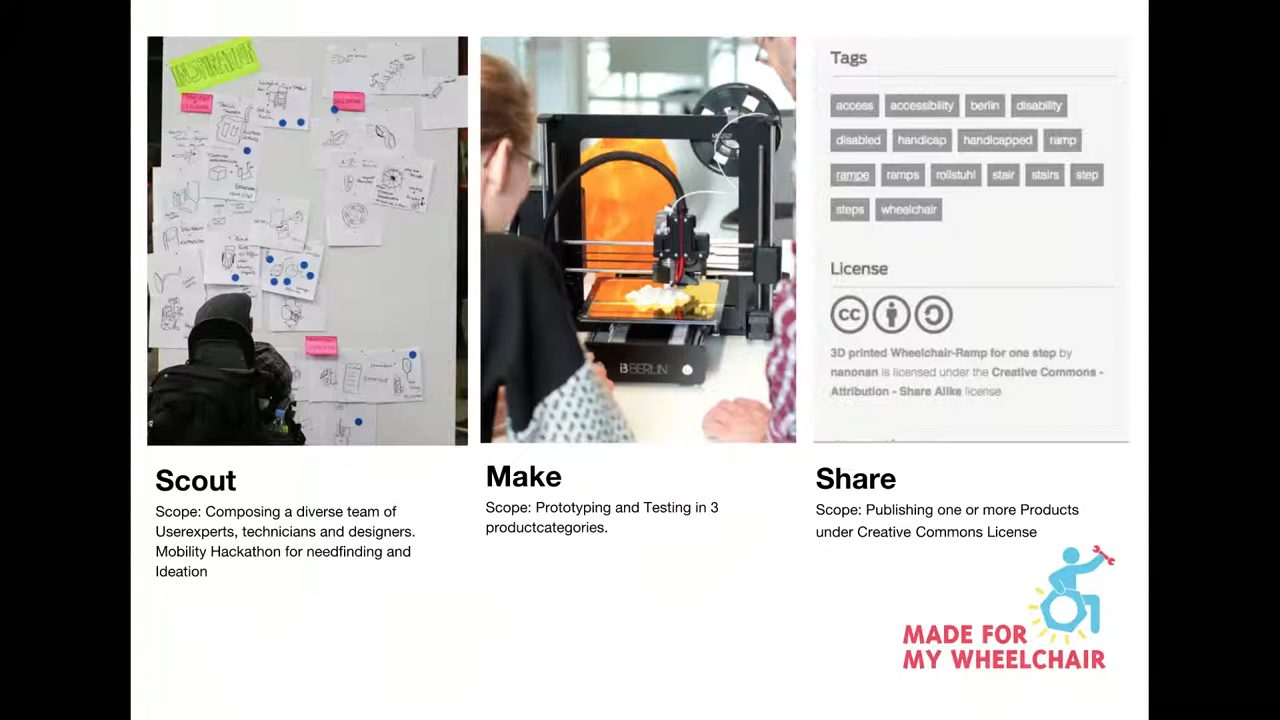 INSPIRATION
B BERLIN
Tags
access accessibility berlin disability
disabled handicap handicapped ramp
rampe ramps rollstuhl stair stairs step
steps wheelchair
License
cc
3D printed Wheelchair-Ramp for one step by
nanonan is licensed under the Creative Commons -
Attribution - Share Alike license.
Scout
Scope: Composing a diverse team of
Userexperts, technicians and designers.
Mobility Hackathon for needfinding and
Ideation
Make
Scope: Prototyping and Testing in 3
productcategories.
Share
Scope: Publishing one or more Products
under Creative Commons License
MADE FOR
MY WHEELCHAIR